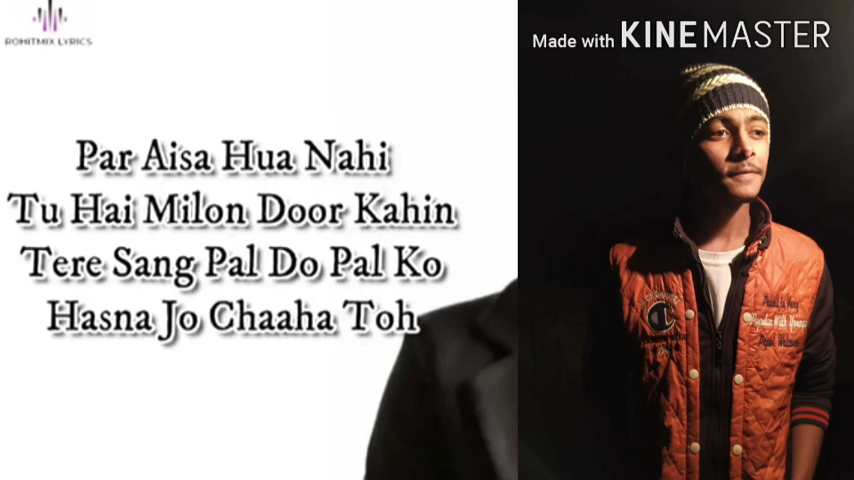 ROHITMIX LYRICS
Made with KINEMASTER
Par Aisa Hua Nahi
Tu Hai Milon Door Kahin
Tere Sang Pal Do Pal Ko
Hasna Jo Chaaha Toh